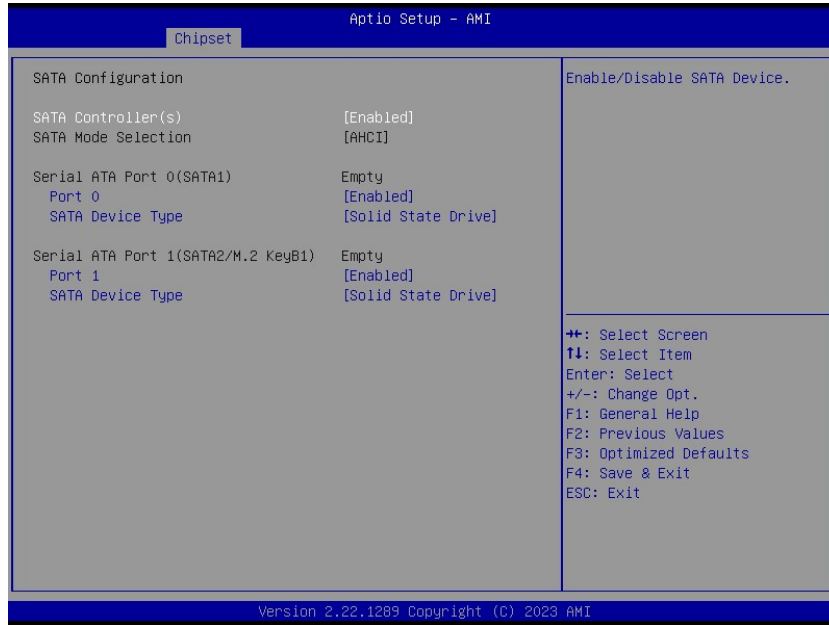 Aptio Setup - AMI
Chipset
SATA Configuration
SATA Controller(s) [Enabled]
SATA Mode Selection [AHCI]
Serial ATA Port 0(SATA1) Empty
Port 0 [Enabled]
SATA Device Type [Solid State Drive]
Serial ATA Port 1(SATA2/M.2 KeyB1) Empty
Port 1 [Enabled]
SATA Device Type [Solid State Drive]
Enable/Disable SATA Device.
→←: Select Screen
↑↓: Select Item
Enter: Select
+/-: Change Opt.
F1: General Help
F2: Previous Values
F3: Optimized Defaults
F4: Save & Exit
ESC: Exit
Version 2.22.1289 Copyright (C) 2023 AMI